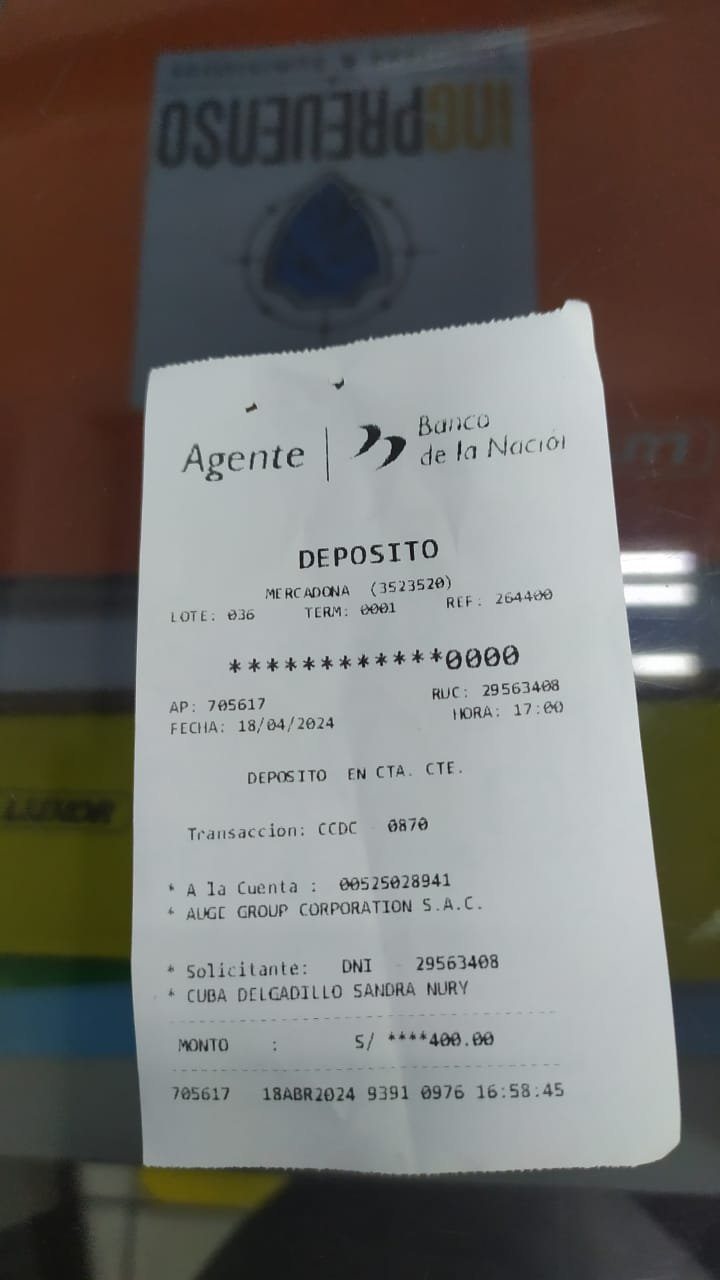 INGPREVENSO
Agente
Banco
de la Nación
DEPOSITO
MERCADONA (3523520)
LOTE: 036 TERM: 0001 REF: 264400
************0000
AP: 705617 RUC: 29563408
FECHA: 18/04/2024 HORA: 17:00
DEPOSITO EN CTA. CTE.
Transaccion: CCDC 0870
* A la Cuenta : 00525028941
* AUGE GROUP CORPORATION S.A.C.
* Solicitante: DNI 29563408
* CUBA DELGADILLO SANDRA NURY
MONTO : S/ ****400.00
705617 18ABR2024 9391 0976 16:58:45